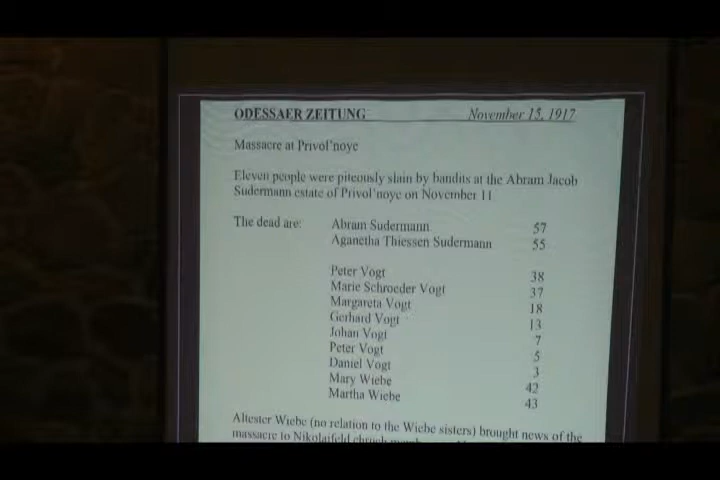 ODESSAER ZEITUNG November 15, 1917
Massacre at Privol'noye
Eleven people were piteously slain by bandits at the Abram Jacob
Sudermann estate of Privol'noye on November 11
The dead are: Abram Sudermann 57
Aganetha Thiessen Sudermann 55
Peter Vogt 38
Marie Schroeder Vogt 37
Margareta Vogt 18
Gerhard Vogt 13
Johan Vogt 7
Peter Vogt 5
Daniel Vogt 3
Mary Wiebe 42
Martha Wiebe 43
Altester Wiebe (no relation to the Wiebe sisters) brought news of the
massacre to Nikolaifeld